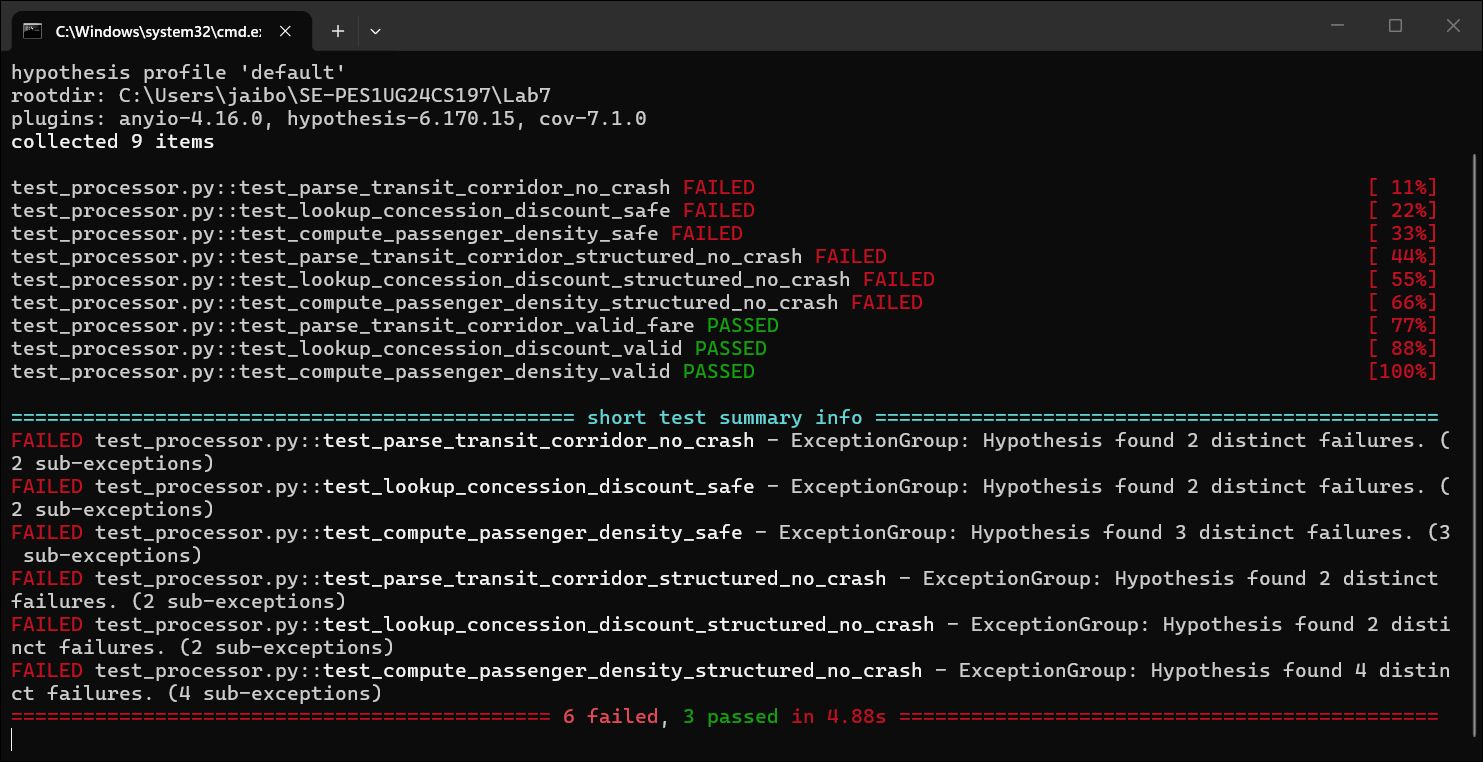 C:\Windows\system32\cmd.e:
hypothesis profile 'default'
rootdir: C:\Users\jaibo\SE-PES1UG24CS197\Lab7
plugins: anyio-4.16.0, hypothesis-6.170.15, cov-7.1.0
collected 9 items
test_processor.py::test_parse_transit_corridor_no_crash FAILED [ 11%]
test_processor.py::test_lookup_concession_discount_safe FAILED [ 22%]
test_processor.py::test_compute_passenger_density_safe FAILED [ 33%]
test_processor.py::test_parse_transit_corridor_structured_no_crash FAILED [ 44%]
test_processor.py::test_lookup_concession_discount_structured_no_crash FAILED [ 55%]
test_processor.py::test_compute_passenger_density_structured_no_crash FAILED [ 66%]
test_processor.py::test_parse_transit_corridor_valid_fare PASSED [ 77%]
test_processor.py::test_lookup_concession_discount_valid PASSED [ 88%]
test_processor.py::test_compute_passenger_density_valid PASSED [100%]
=============================================== short test summary info ===============================================
FAILED test_processor.py::test_parse_transit_corridor_no_crash - ExceptionGroup: Hypothesis found 2 distinct failures. (
2 sub-exceptions)
FAILED test_processor.py::test_lookup_concession_discount_safe - ExceptionGroup: Hypothesis found 2 distinct failures. (
2 sub-exceptions)
FAILED test_processor.py::test_compute_passenger_density_safe - ExceptionGroup: Hypothesis found 3 distinct failures. (3
 sub-exceptions)
FAILED test_processor.py::test_parse_transit_corridor_structured_no_crash - ExceptionGroup: Hypothesis found 2 distinct
failures. (2 sub-exceptions)
FAILED test_processor.py::test_lookup_concession_discount_structured_no_crash - ExceptionGroup: Hypothesis found 2 disti
nct failures. (2 sub-exceptions)
FAILED test_processor.py::test_compute_passenger_density_structured_no_crash - ExceptionGroup: Hypothesis found 4 distin
ct failures. (4 sub-exceptions)
============================================= 6 failed, 3 passed in 4.88s =============================================